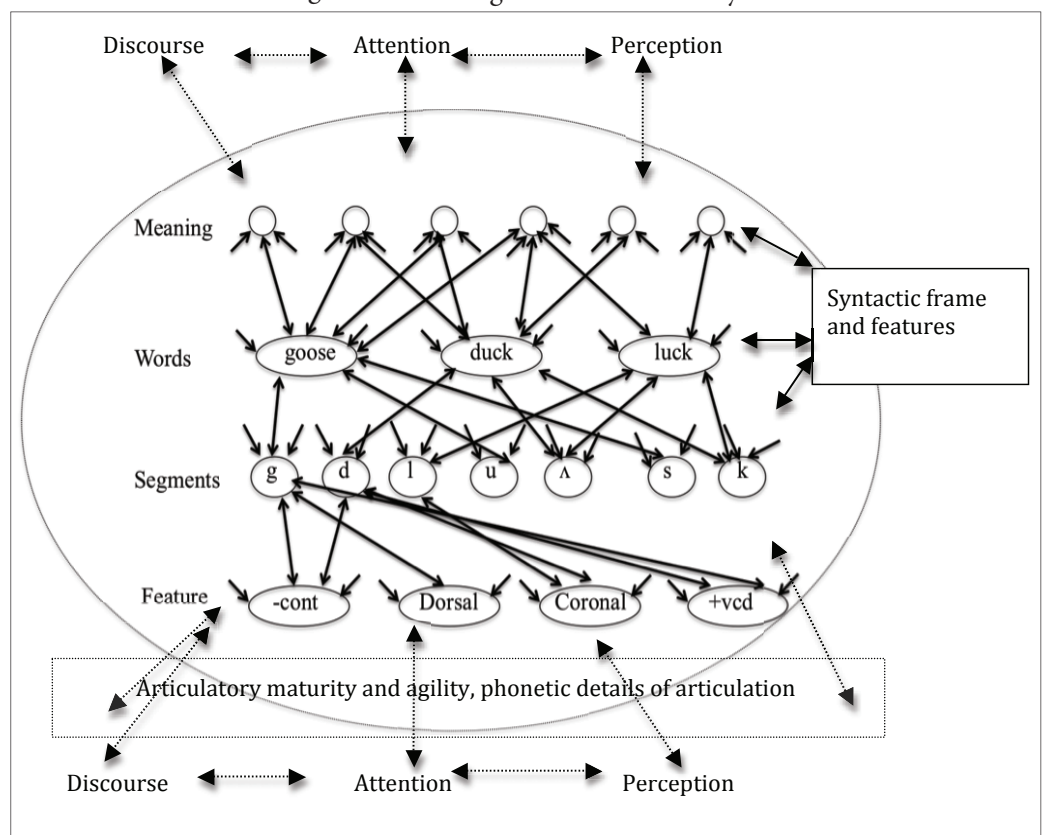 Discourse Attention Perception
Meaning
Syntactic frame
and features
Words goose duck luck
Segments g d l u ʌ s k
Feature -cont Dorsal Coronal +vcd
Articulatory maturity and agility, phonetic details of articulation
Discourse Attention Perception